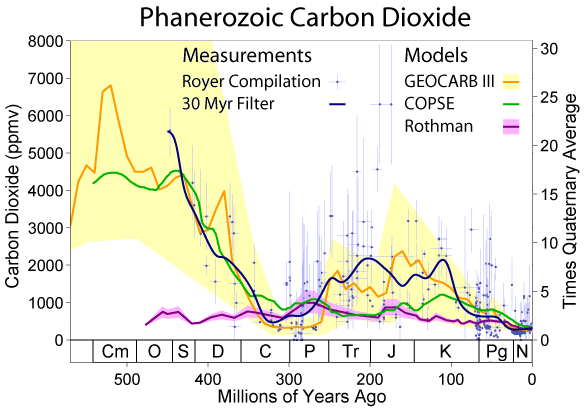 Phanerozoic Carbon Dioxide
Measurements
Royer Compilation
30 Myr Filter
Models
GEOCARB III
COPSE
Rothman
Carbon Dioxide (ppmv)
8000
7000
6000
5000
4000
3000
2000
1000
0
Times Quaternary Average
30
25
20
15
10
5
0
Cm O S D C P Tr J K Pg N
500 400 300 200 100 0
Millions of Years Ago